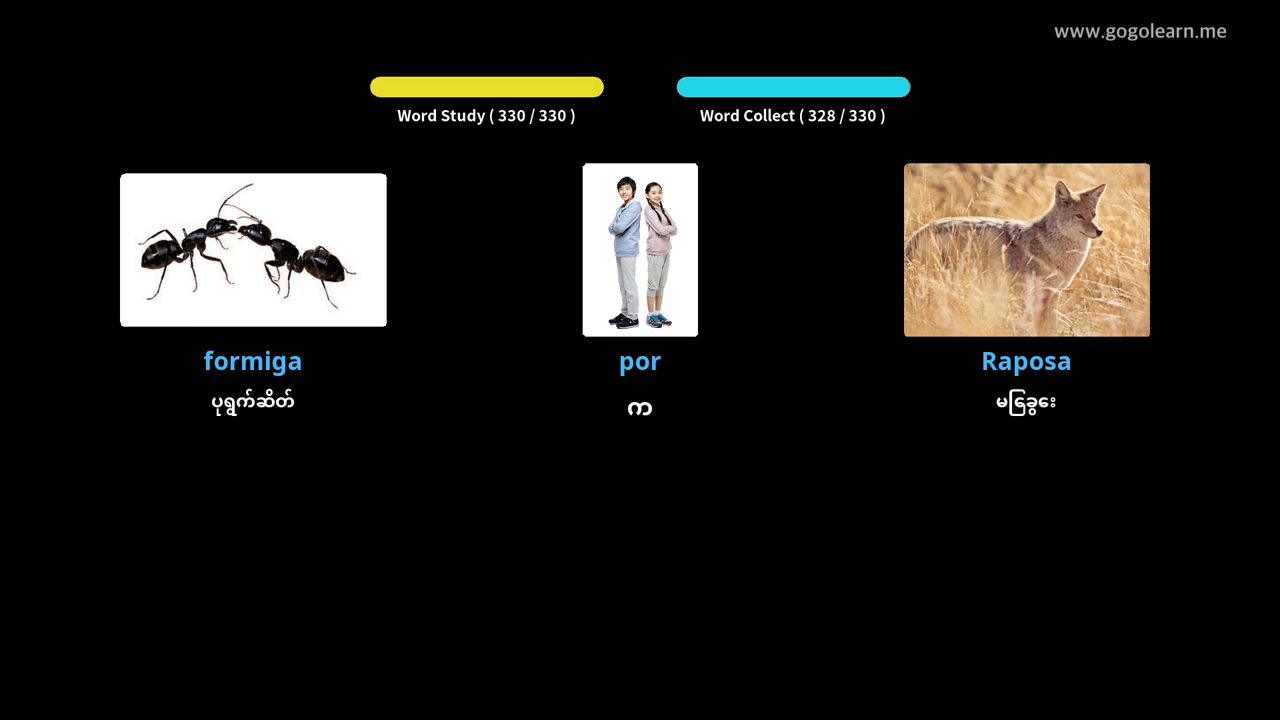 www.gogolearn.me
Word Study ( 330 / 330 )
Word Collect ( 328 / 330 )
formiga
por
Raposa
ပုရွက်ဆိတ်
က
မြေခွေး